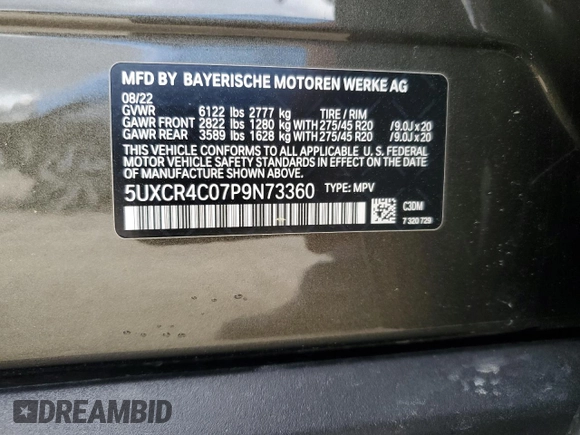 MFD BY BAYERISCHE MOTOREN WERKE AG
08/22
GVWR 6122 lbs 2777 kg TIRE / RIM
GAWR FRONT 2822 lbs 1280 kg WITH 275/45 R20 /9.0J x 20
GAWR REAR 3589 lbs 1628 kg WITH 275/45 R20 /9.0J x 20
THIS VEHICLE CONFORMS TO ALL APPLICABLE U. S. FEDERAL
MOTOR VEHICLE SAFETY STANDARDS IN EFFECT ON THE DATE
OF MANUFACTURE SHOWN ABOVE.
5UXCR4C07P9N73360 TYPE: MPV
C3DM
7 320 729
DREAMBID